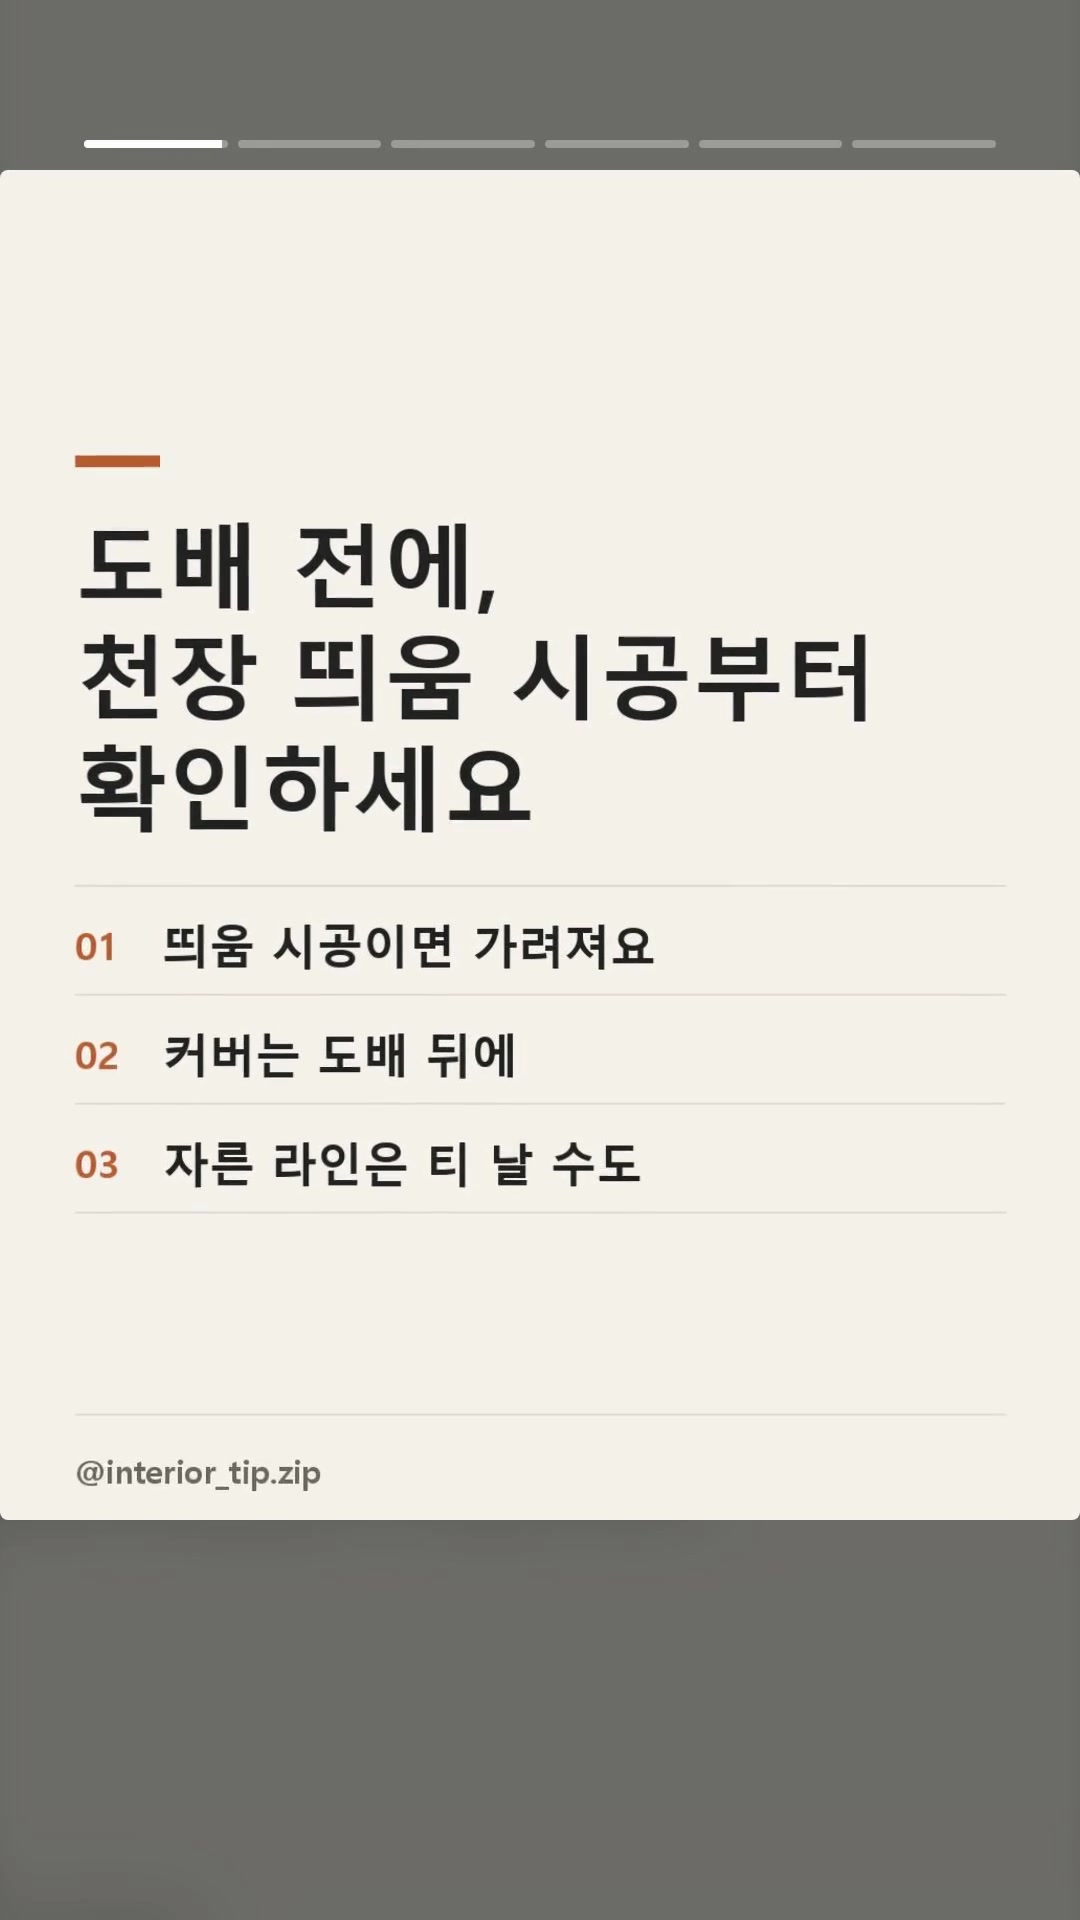 도배 전에,
천장 띄움 시공부터
확인하세요
01 띄움 시공이면 가려져요
02 커버는 도배 뒤에
03 자른 라인은 티 날 수도
@interior_tip.zip